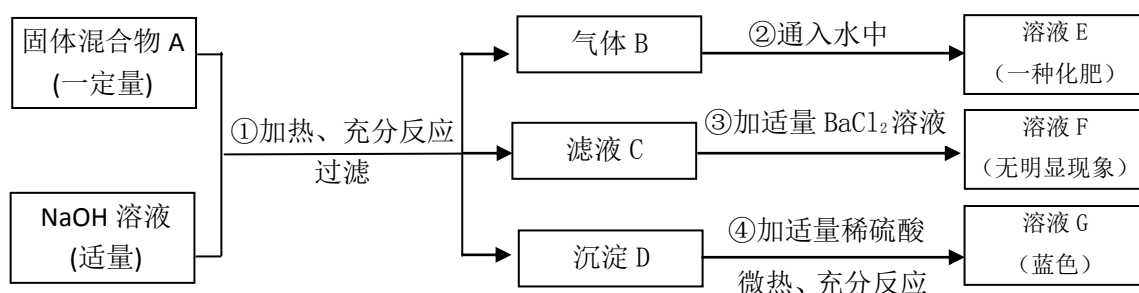 固体混合物 A
(一定量)
NaOH 溶液
(适量)
①加热、充分反应
过滤
气体 B
②通入水中
溶液 E
（一种化肥）
滤液 C
③加适量 BaCl₂溶液
溶液 F
（无明显现象）
沉淀 D
④加适量稀硫酸
微热、充分反应
溶液 G
（蓝色）